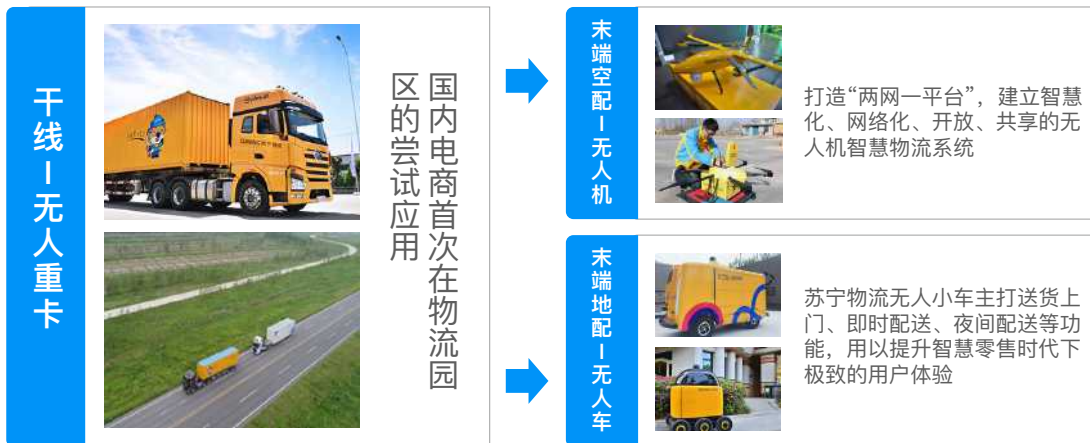 干线－无人重卡
国内电商首次在物流园
区的尝试应用
末端空配－无人机
打造“两网一平台”，建立智慧
化、网络化、开放、共享的无
人机智慧物流系统
末端地配－无人车
苏宁物流无人小车主打送货上
门、即时配送、夜间配送等功
能，用以提升智慧零售时代下
极致的用户体验